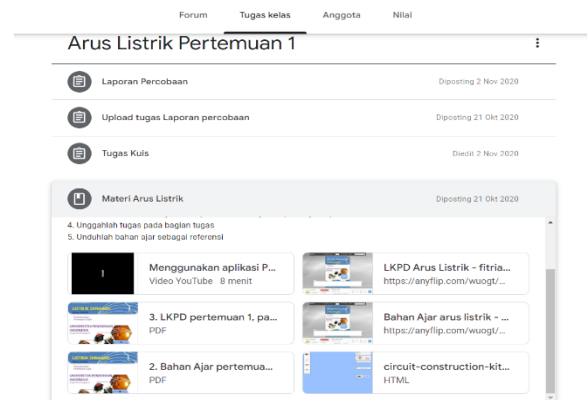 Forum Tugas kelas Anggota Nilai
Arus Listrik Pertemuan 1
Laporan Percobaan Diposting 2 Nov 2020
Upload tugas Laporan percobaan Diposting 21 Okt 2020
Tugas Kuis Diedit 2 Nov 2020
Materi Arus Listrik Diposting 21 Okt 2020
4. Unggahlah tugas pada bagian tugas
5. Unduhlah bahan ajar sebagai referensi
Menggunakan aplikasi P...
Video YouTube 8 menit
LKPD Arus Listrik - fitria...
https://anyflip.com/wuogt/...
3. LKPD pertemuan 1, pa...
PDF
Bahan Ajar arus listrik - ...
https://anyflip.com/wuogt/...
2. Bahan Ajar pertemua...
PDF
circuit-construction-kit...
HTML